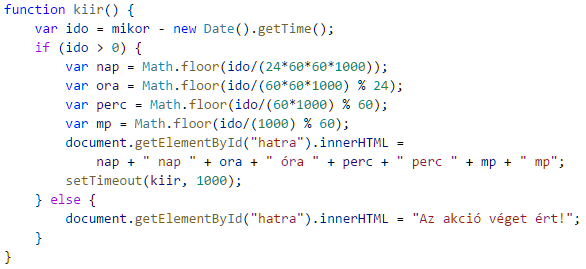 function kiir() {
    var ido = mikor - new Date().getTime();
    if (ido > 0) {
        var nap = Math.floor(ido/(24*60*60*1000));
        var ora = Math.floor(ido/(60*60*1000) % 24);
        var perc = Math.floor(ido/(60*1000) % 60);
        var mp = Math.floor(ido/(1000) % 60);
        document.getElementById("hatra").innerHTML =
            nap + " nap " + ora + " óra " + perc + " perc " + mp + " mp";
        setTimeout(kiir, 1000);
    } else {
        document.getElementById("hatra").innerHTML = "Az akció véget ért!";
    }
}